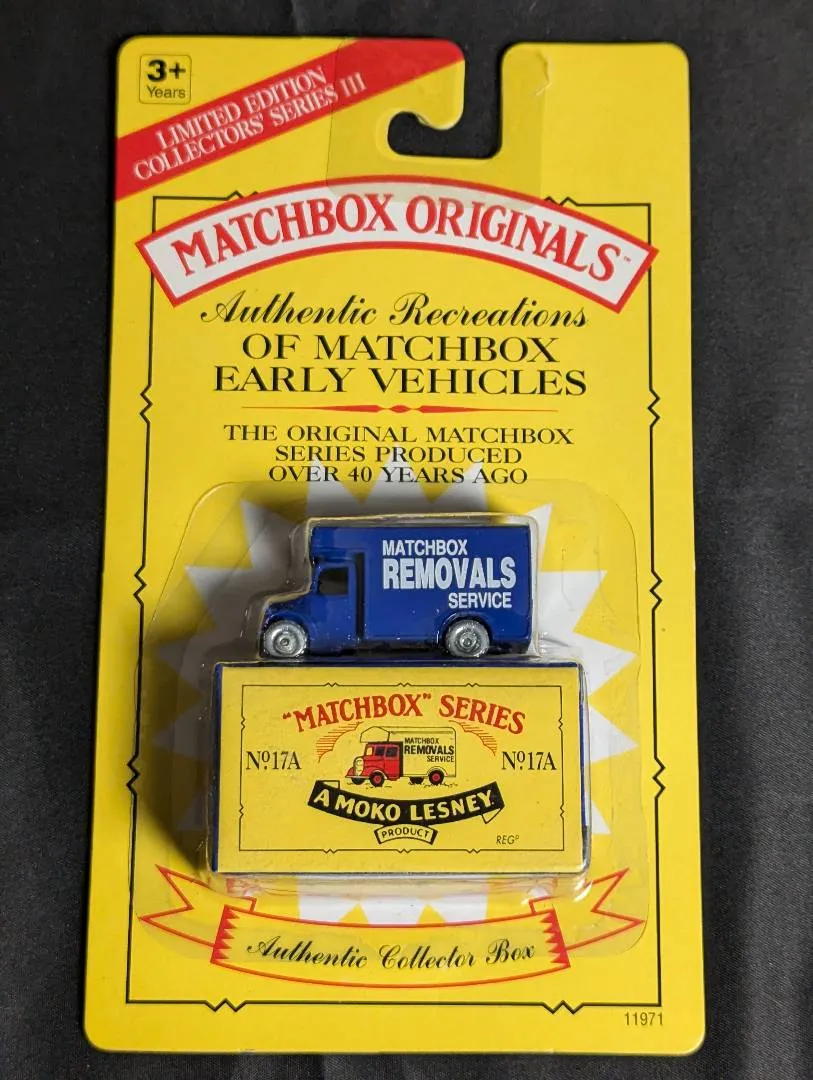 3+
Years
LIMITED EDITION
COLLECTORS' SERIES III
MATCHBOX ORIGINALS™
Authentic Recreations
OF MATCHBOX
EARLY VEHICLES
THE ORIGINAL MATCHBOX
SERIES PRODUCED
OVER 40 YEARS AGO
MATCHBOX
REMOVALS
SERVICE
"MATCHBOX" SERIES
MATCHBOX
REMOVALS
SERVICE
Nº17A
Nº17A
A MOKO LESNEY
PRODUCT
REGD
Authentic Collector Box
11971